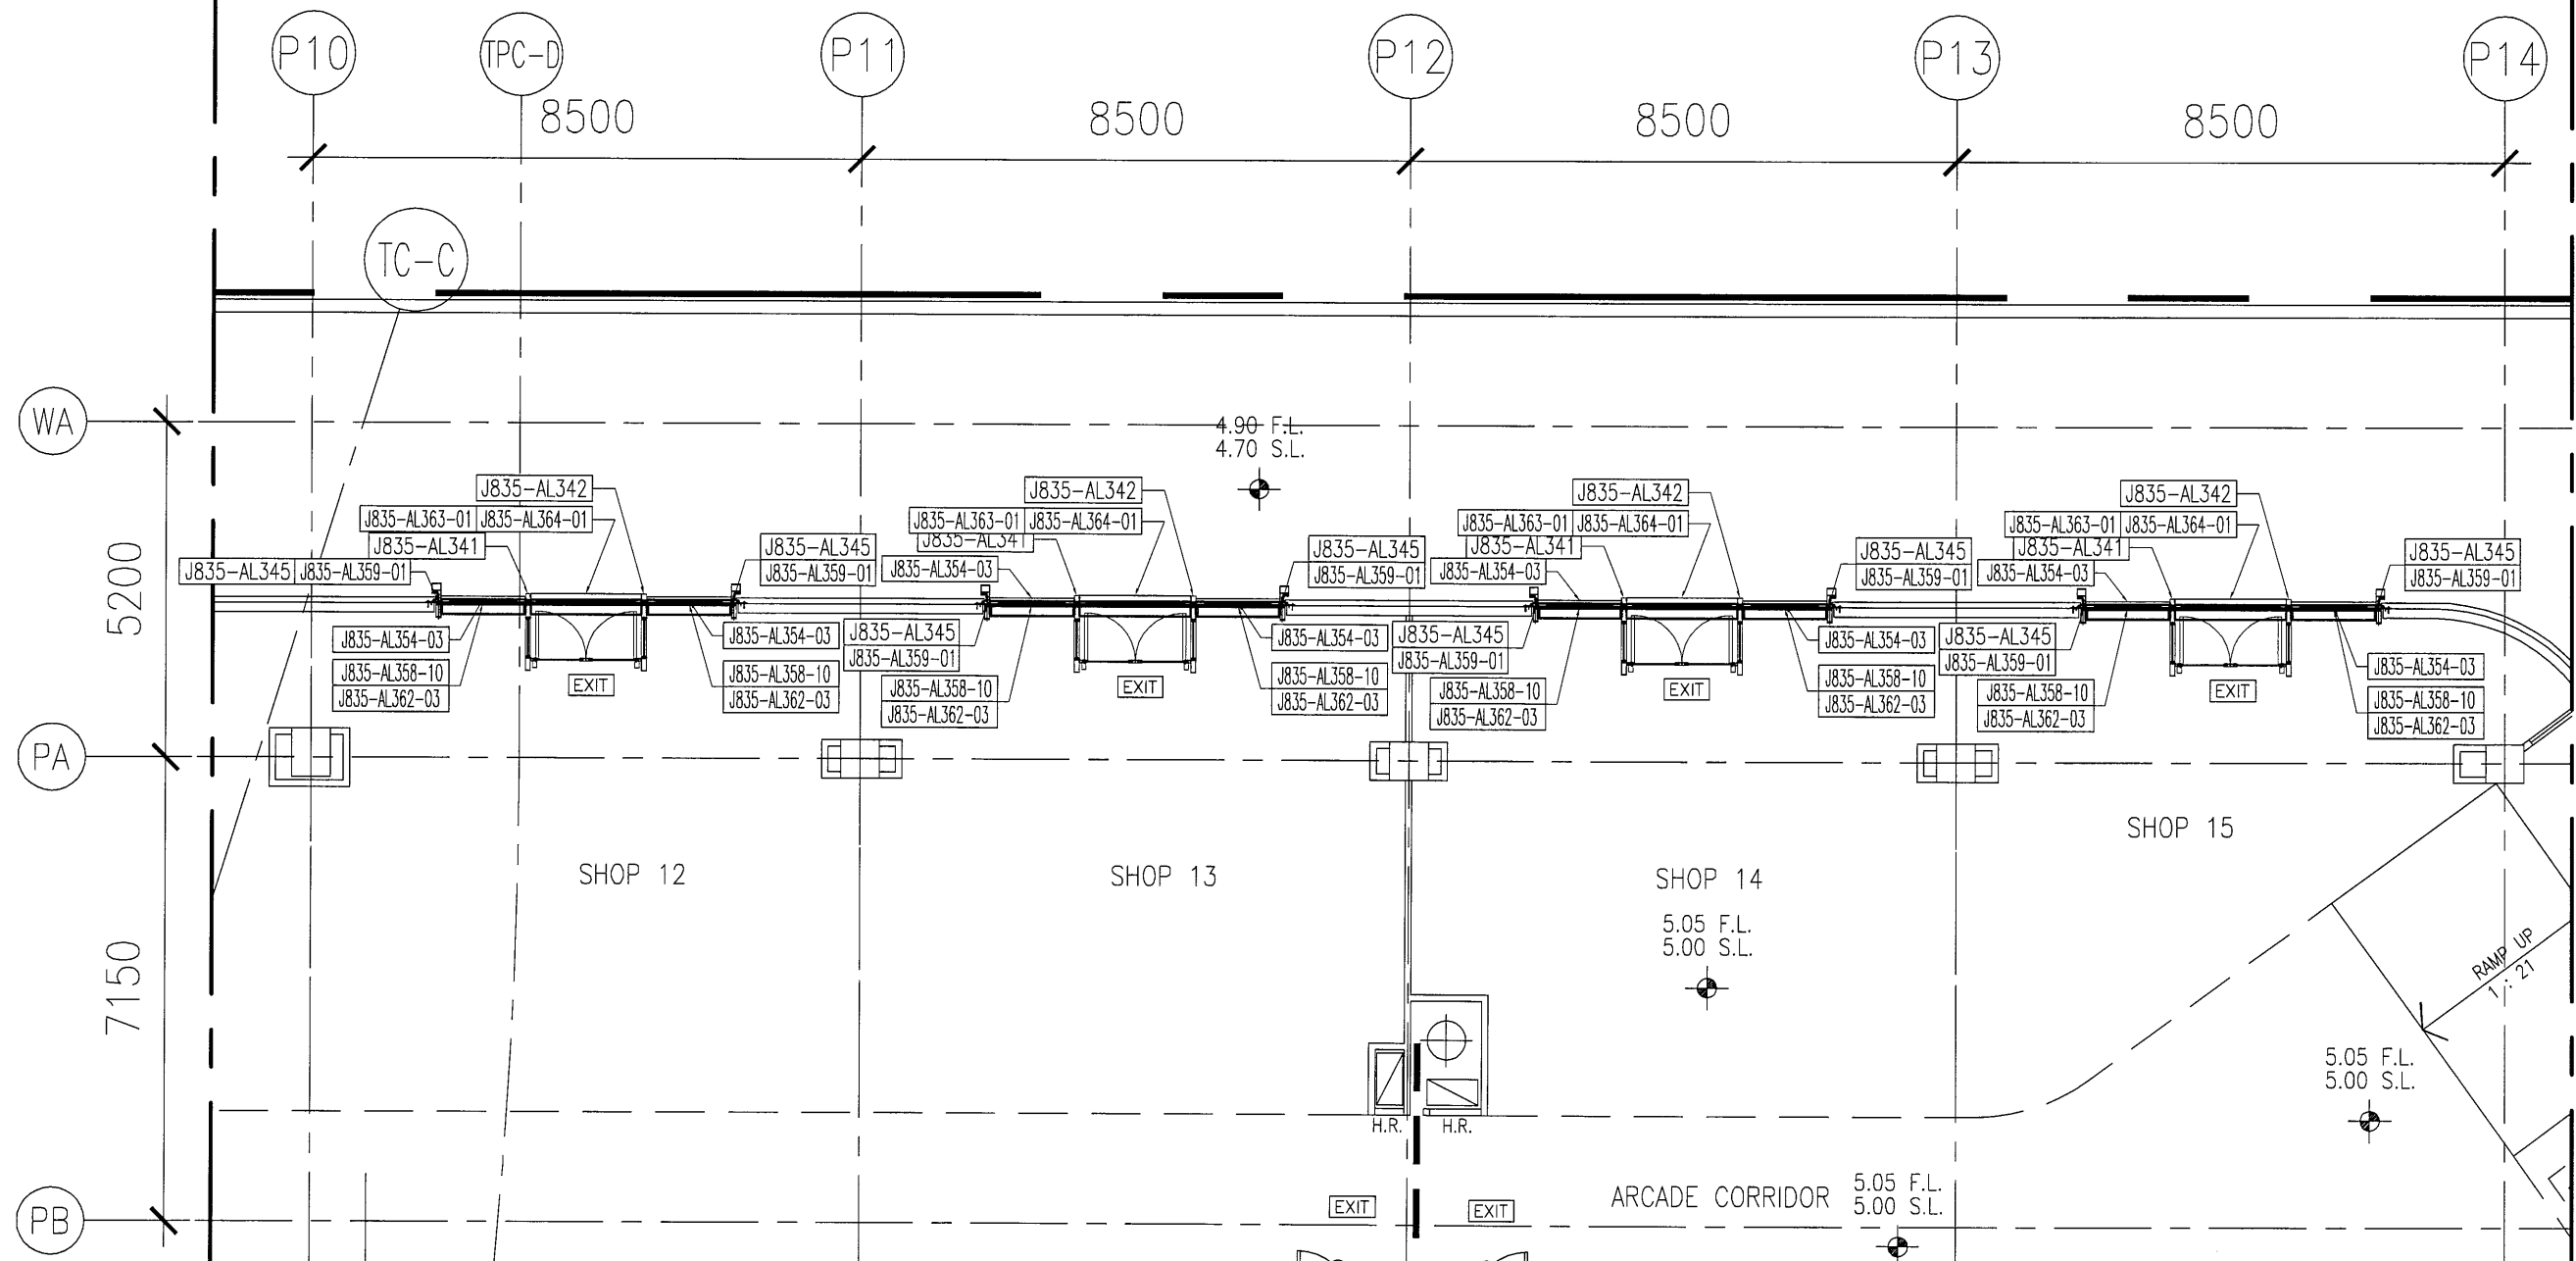 P10
TPC-D
P11
P12
P13
P14
8500
8500
8500
8500
TC-C
WA
4.90 F.L.
4.70 S.L.
J835-AL342
J835-AL342
J835-AL342
J835-AL342
J835-AL363-01 J835-AL364-01
J835-AL363-01 J835-AL364-01
J835-AL363-01 J835-AL364-01
J835-AL363-01 J835-AL364-01
J835-AL341
J835-AL341
J835-AL341
J835-AL341
J835-AL345
J835-AL359-01
J835-AL345
J835-AL359-01
J835-AL345
J835-AL359-01
J835-AL345
J835-AL359-01
J835-AL345 J835-AL359-01
J835-AL354-03
J835-AL354-03
J835-AL354-03
5200
J835-AL354-03
J835-AL358-10
J835-AL362-03
EXIT
J835-AL354-03
J835-AL358-10
J835-AL362-03
J835-AL345
J835-AL359-01
J835-AL358-10
J835-AL362-03
EXIT
J835-AL354-03
J835-AL358-10
J835-AL362-03
J835-AL345
J835-AL359-01
J835-AL358-10
J835-AL362-03
EXIT
J835-AL354-03
J835-AL358-10
J835-AL362-03
J835-AL345
J835-AL359-01
J835-AL358-10
J835-AL362-03
EXIT
J835-AL354-03
J835-AL358-10
J835-AL362-03
PA
SHOP 12
SHOP 13
SHOP 14
5.05 F.L.
5.00 S.L.
SHOP 15
7150
RAMP UP
1 : 21
5.05 F.L.
5.00 S.L.
H.R.
H.R.
PB
EXIT
EXIT
ARCADE CORRIDOR
5.05 F.L.
5.00 S.L.